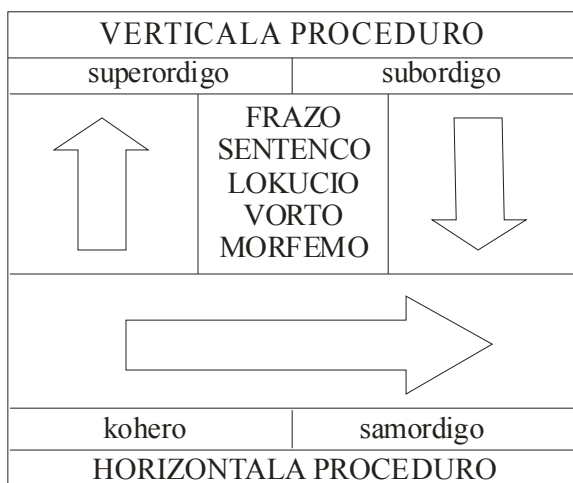 VERTICALA PROCEDURO
superordigo subordigo
FRAZO
SENTENCO
LOKUCIO
VORTO
MORFEMO
kohero samordigo
HORIZONTALA PROCEDURO